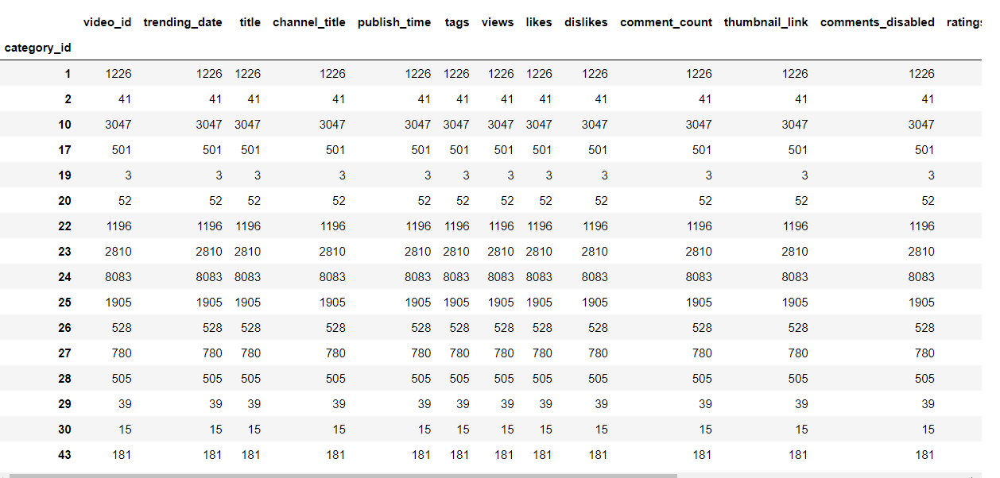 video_id trending_date title channel_title publish_time tags views likes dislikes comment_count thumbnail_link comments_disabled ratings
category_id
1 1226 1226 1226 1226 1226 1226 1226 1226 1226 1226 1226 1226
2 41 41 41 41 41 41 41 41 41 41 41 41
10 3047 3047 3047 3047 3047 3047 3047 3047 3047 3047 3047 3047
17 501 501 501 501 501 501 501 501 501 501 501 501
19 3 3 3 3 3 3 3 3 3 3 3 3
20 52 52 52 52 52 52 52 52 52 52 52 52
22 1196 1196 1196 1196 1196 1196 1196 1196 1196 1196 1196 1196
23 2810 2810 2810 2810 2810 2810 2810 2810 2810 2810 2810 2810
24 8083 8083 8083 8083 8083 8083 8083 8083 8083 8083 8083 8083
25 1905 1905 1905 1905 1905 1905 1905 1905 1905 1905 1905 1905
26 528 528 528 528 528 528 528 528 528 528 528 528
27 780 780 780 780 780 780 780 780 780 780 780 780
28 505 505 505 505 505 505 505 505 505 505 505 505
29 39 39 39 39 39 39 39 39 39 39 39 39
30 15 15 15 15 15 15 15 15 15 15 15 15
43 181 181 181 181 181 181 181 181 181 181 181 181